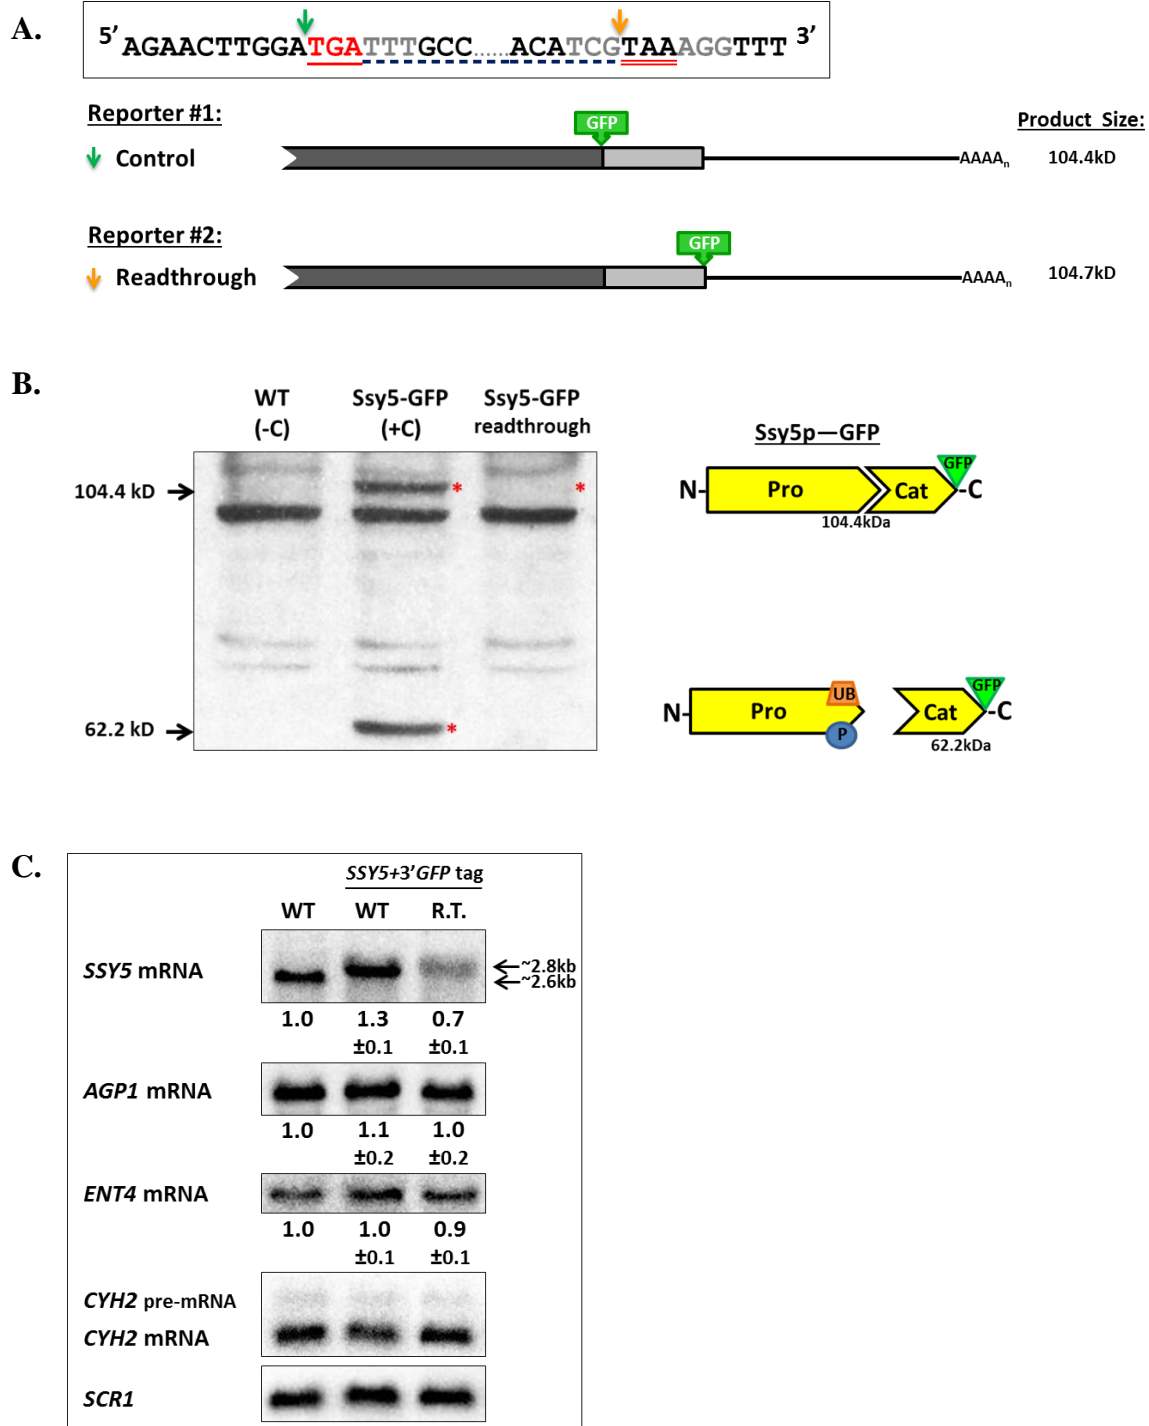 A.
5’ AGAACTTGGATGATTTGCC......ACATCGTAAAGGTTT 3’
Reporter #1:
Product Size:
GFP
Control
AAAAn
104.4kD
Reporter #2:
GFP
Readthrough
AAAAn
104.7kD
B.
WT
(-C)
Ssy5-GFP
(+C)
Ssy5-GFP
readthrough
Ssy5p—GFP
104.4 kD
*
*
N- Pro Cat GFP -C
104.4kDa
62.2 kD
*
N- Pro UB P Cat GFP -C
62.2kDa
C.
SSY5+3’GFP tag
WT WT R.T.
SSY5 mRNA
~2.8kb
~2.6kb
1.0 1.3 0.7
±0.1 ±0.1
AGP1 mRNA
1.0 1.1 1.0
±0.2 ±0.2
ENT4 mRNA
1.0 1.0 0.9
±0.1 ±0.1
CYH2 pre-mRNA
CYH2 mRNA
SCR1